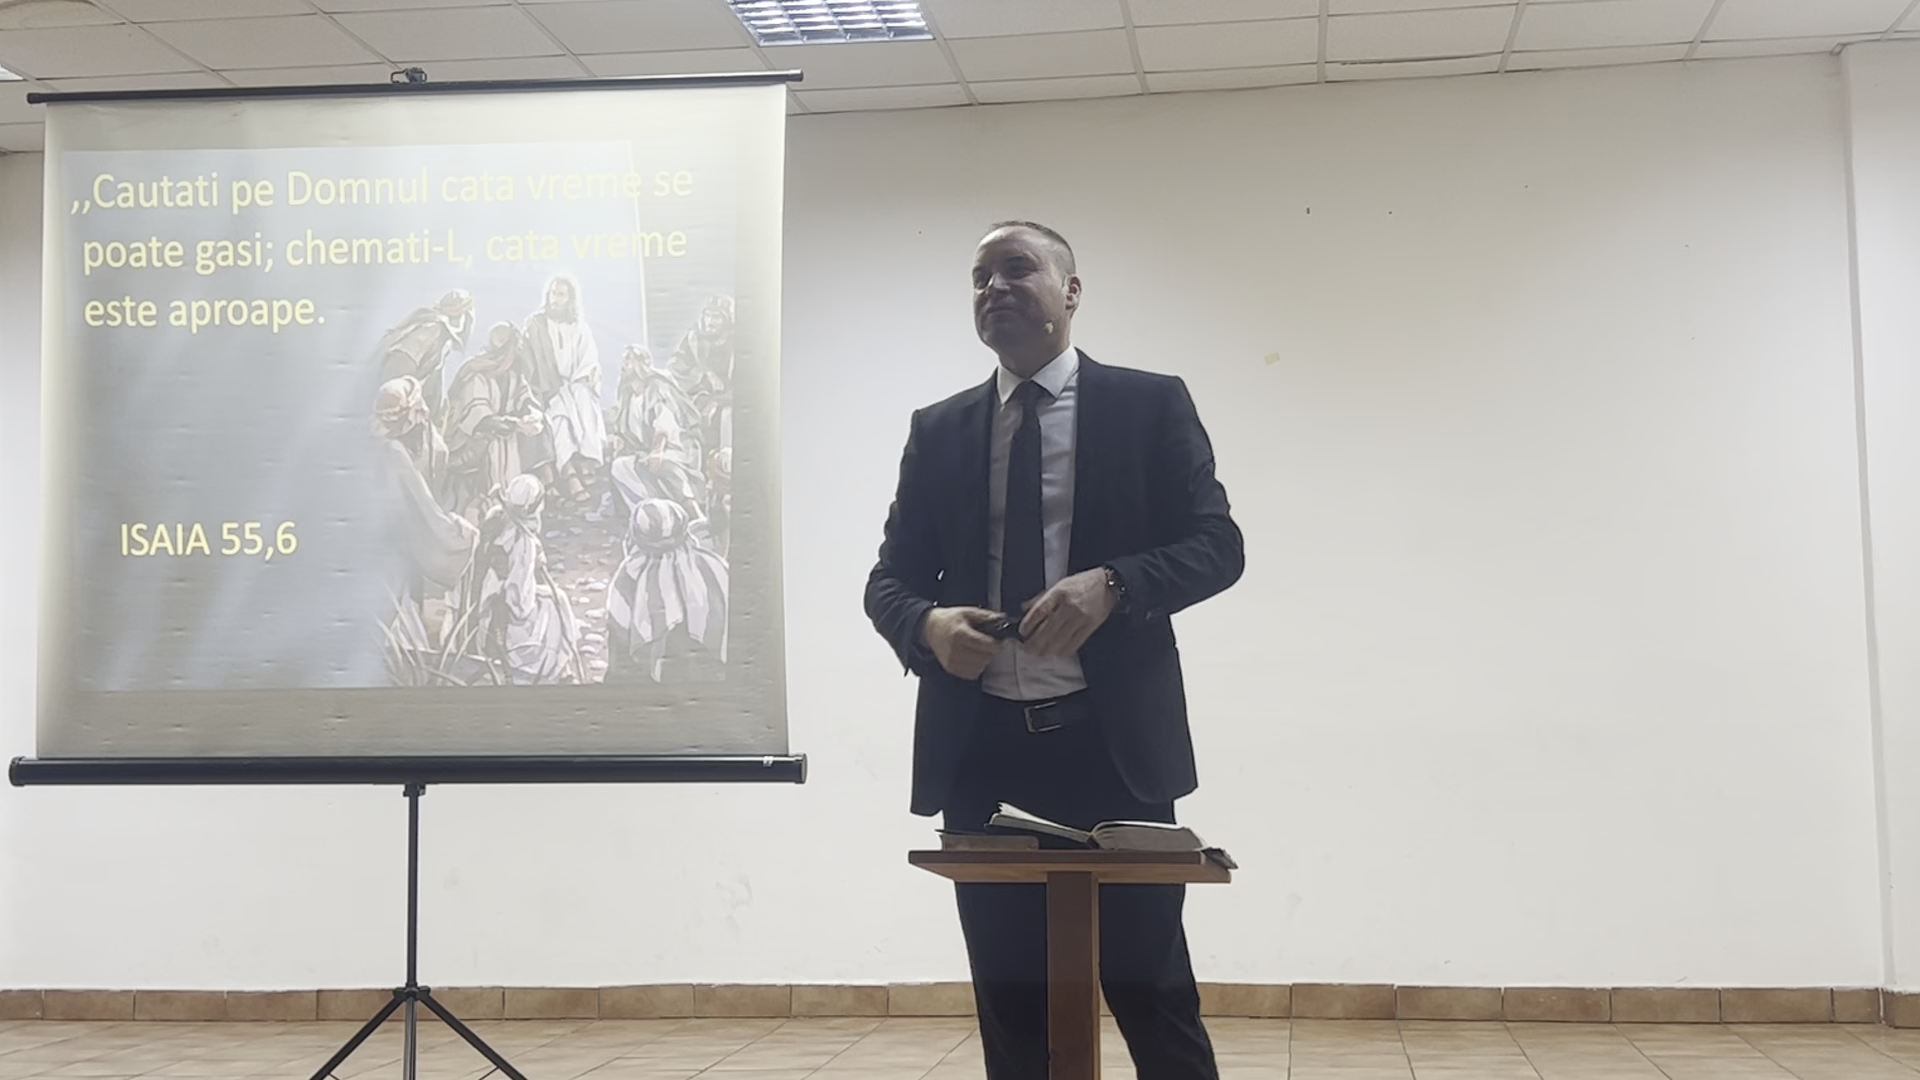 ,,Cautati pe Domnul cata vreme se
poate gasi; chemati-L, cata vreme
este aproape.
ISAIA 55,6